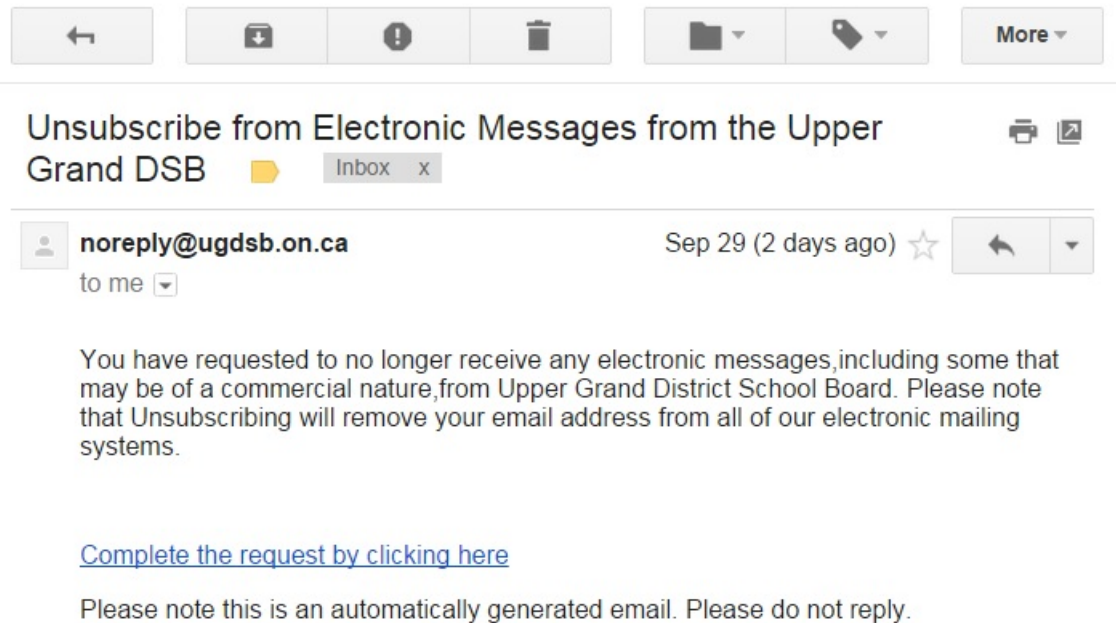 More
Unsubscribe from Electronic Messages from the Upper
Grand DSB Inbox x
noreply@ugdsb.on.ca Sep 29 (2 days ago)
to me
You have requested to no longer receive any electronic messages,including some that
may be of a commercial nature,from Upper Grand District School Board. Please note
that Unsubscribing will remove your email address from all of our electronic mailing
systems.
Complete the request by clicking here
Please note this is an automatically generated email. Please do not reply.